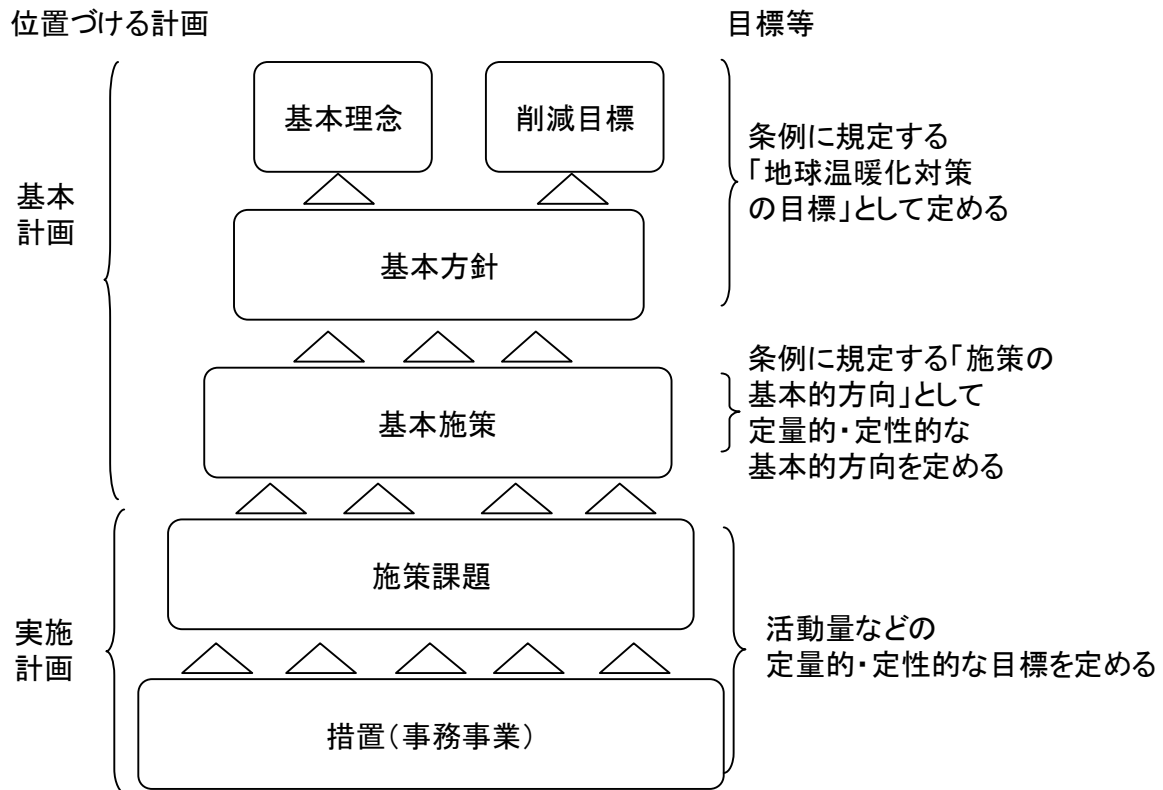 位置づける計画
目標等
基本理念
削減目標
条例に規定する
「地球温暖化対策
の目標」として定める
基本
計画
基本方針
条例に規定する「施策の
基本的方向」として
定量的・定性的な
基本的方向を定める
基本施策
施策課題
実施
計画
活動量などの
定量的・定性的な目標を定める
措置(事務事業)